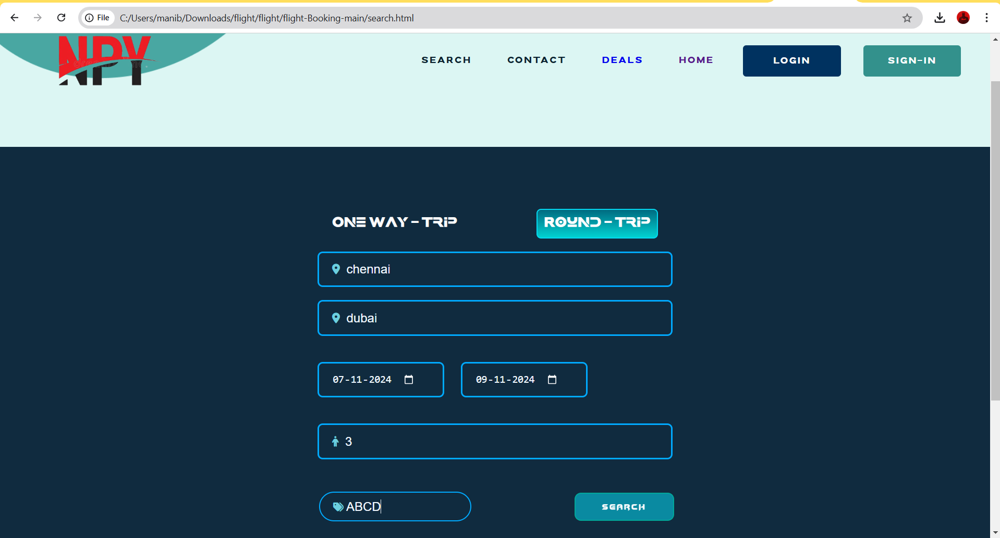 File C:/Users/manib/Downloads/flight/flight/flight-Booking-main/search.html
NPY
SEARCH CONTACT DEALS HOME LOGIN SIGN-IN
ONE WAY - TRIP ROUND - TRIP
chennai
dubai
07-11-2024 09-11-2024
3
ABCD SEARCH